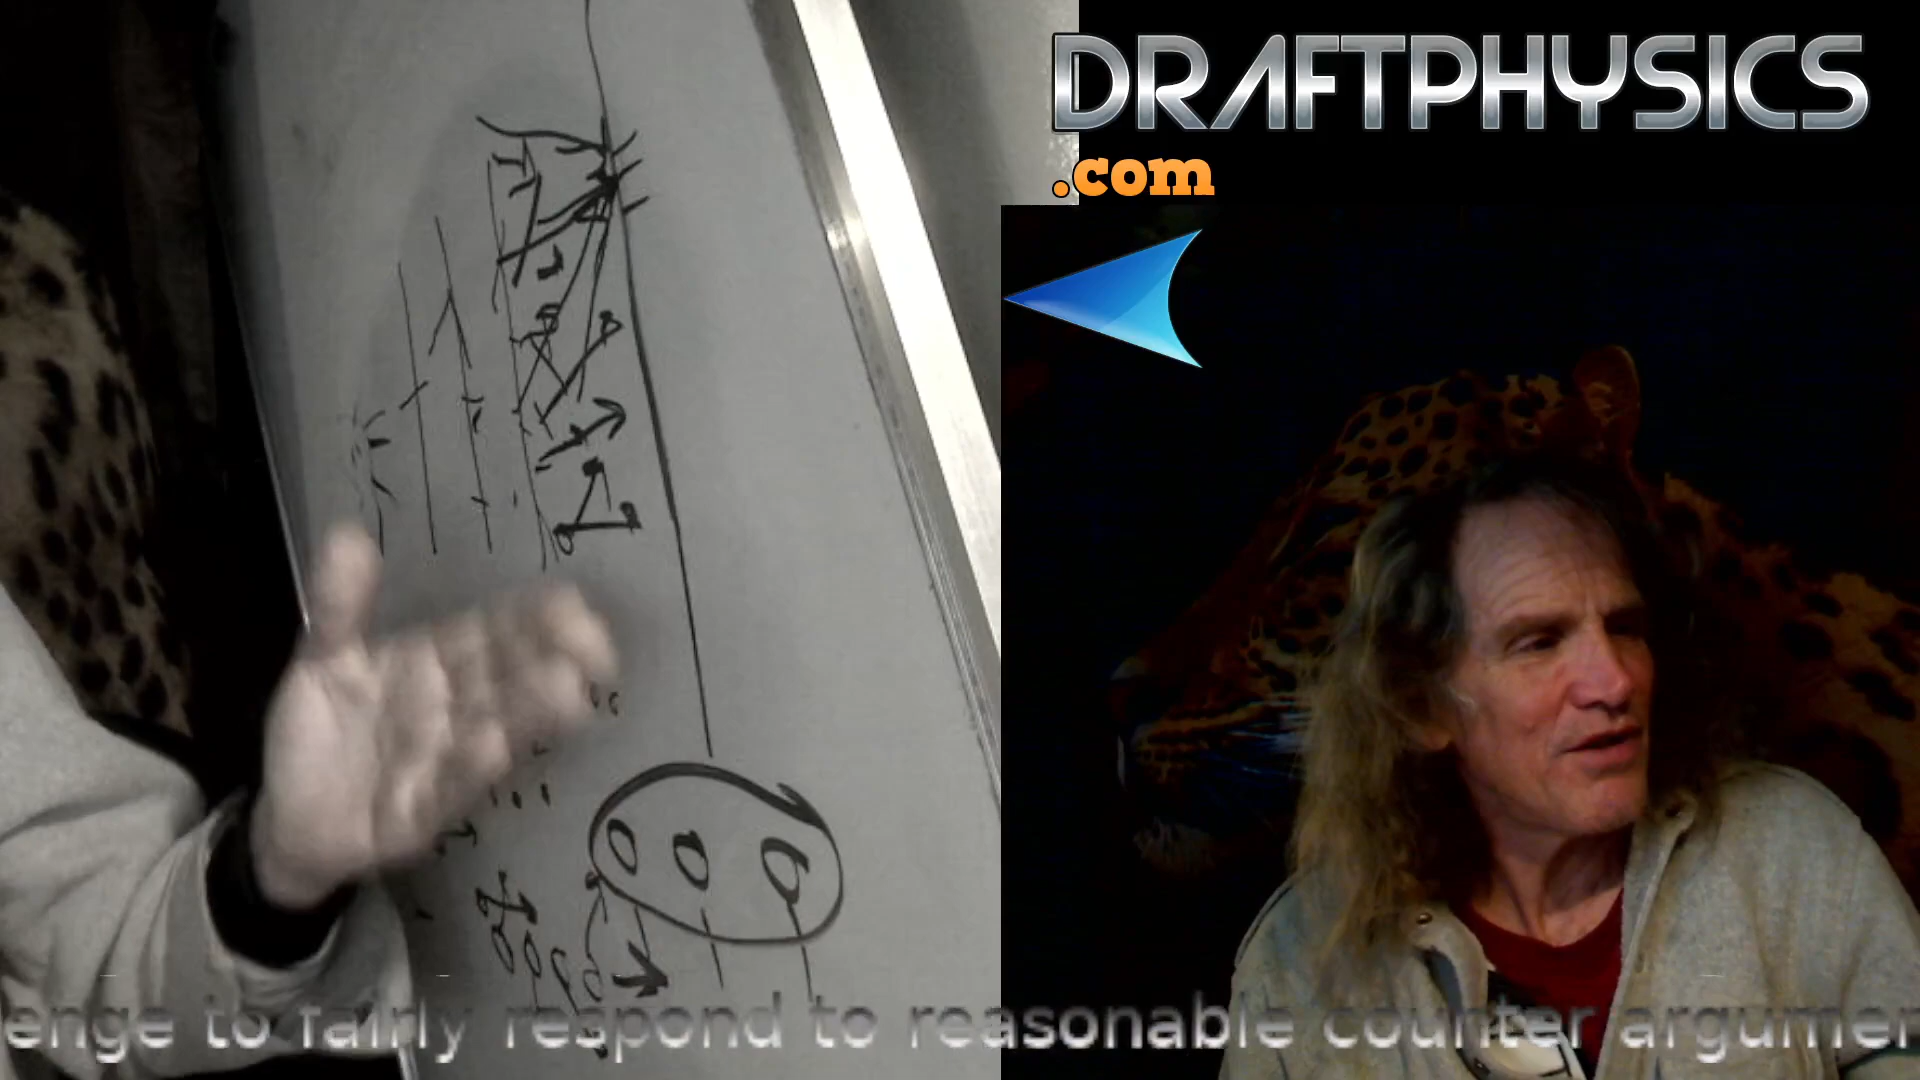 DRAFTPHYSICS
.com
enge to fairly respond to reasonable counter argumen